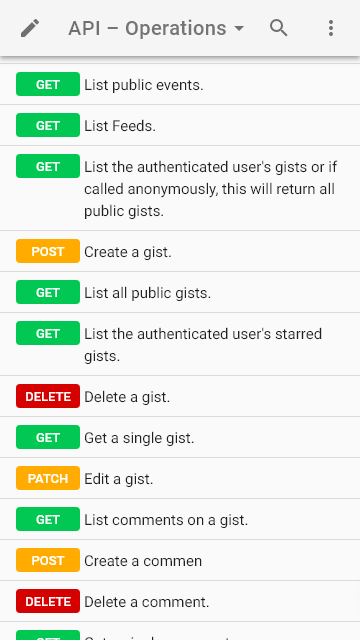 API – Operations
GET List public events.
GET List Feeds.
GET List the authenticated user's gists or if
called anonymously, this will return all
public gists.
POST Create a gist.
GET List all public gists.
GET List the authenticated user's starred
gists.
DELETE Delete a gist.
GET Get a single gist.
PATCH Edit a gist.
GET List comments on a gist.
POST Create a commen
DELETE Delete a comment.
GET